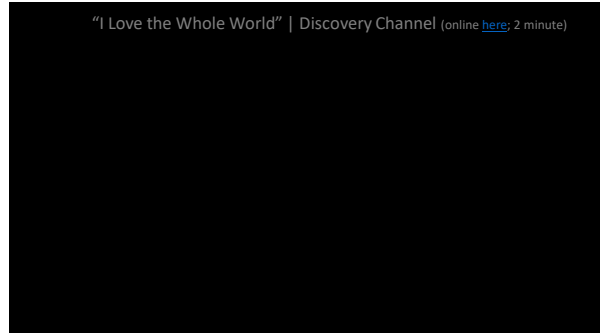 “I Love the Whole World” | Discovery Channel (online here; 2 minute)